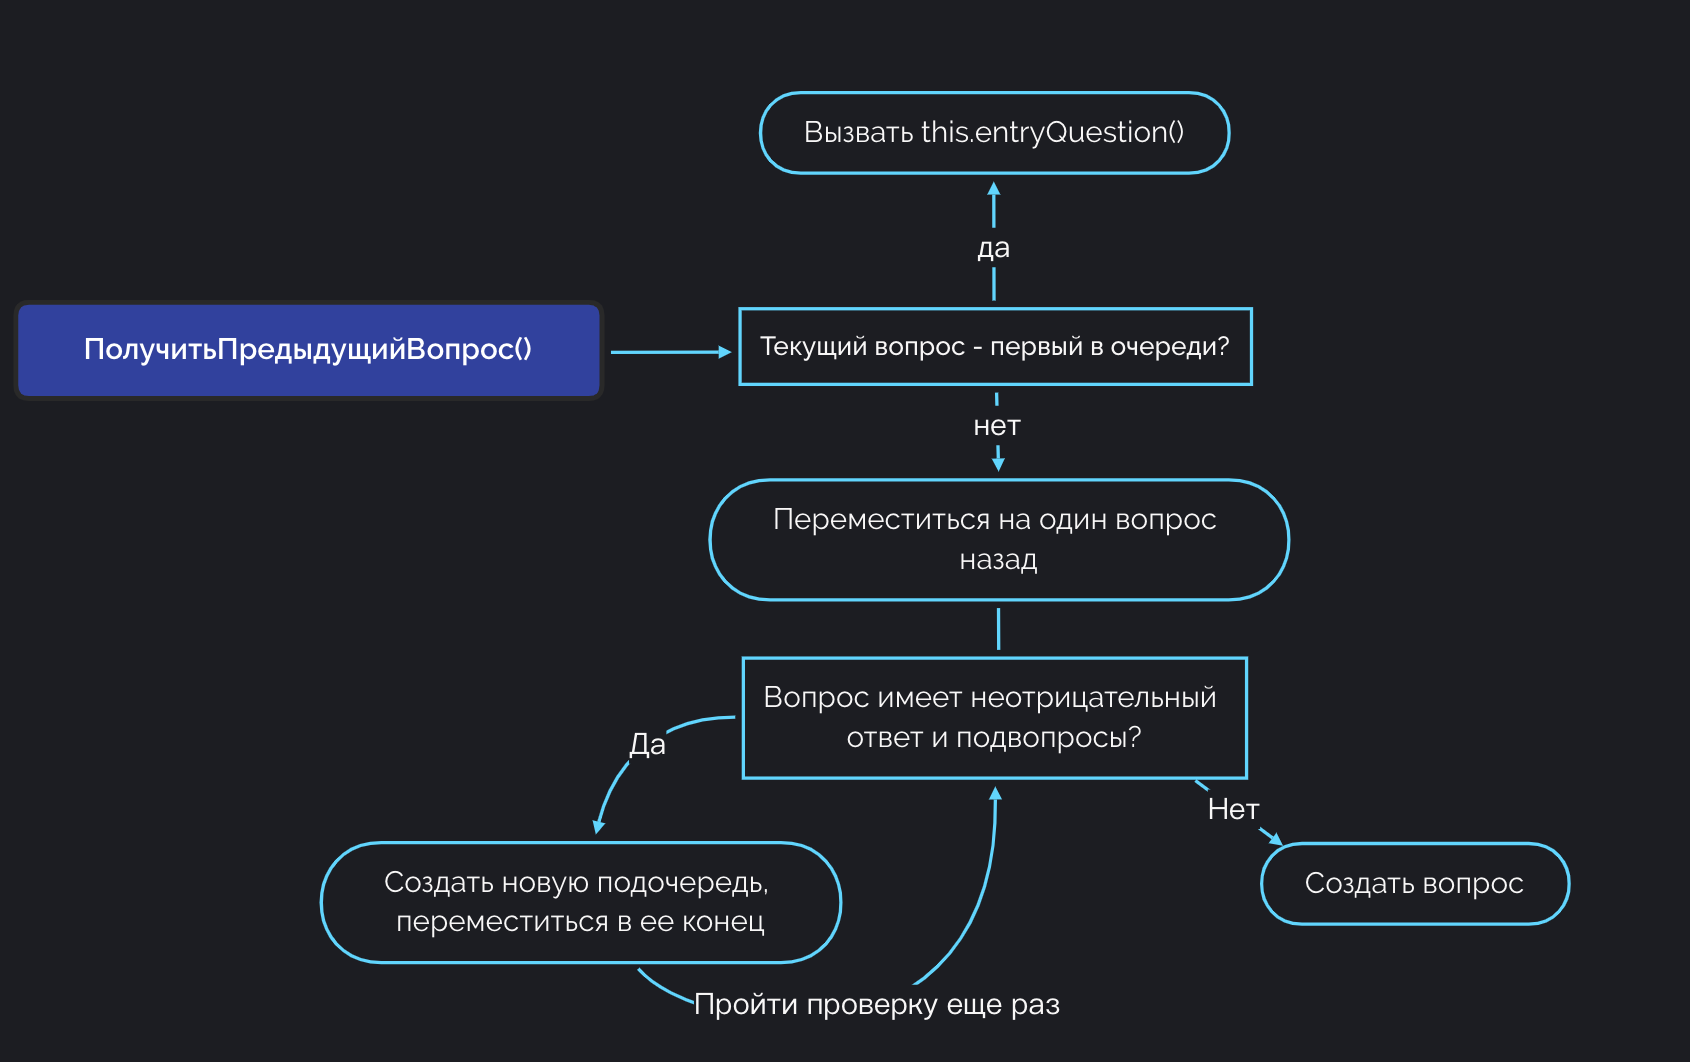 Вызвать this.entryQuestion()
да
ПолучитьПредыдущийВопрос()
Текущий вопрос - первый в очереди?
нет
Переместиться на один вопрос
назад
Вопрос имеет неотрицательный
ответ и подвопросы?
Да
Нет
Создать новую подочередь,
переместиться в ее конец
Создать вопрос
Пройти проверку еще раз